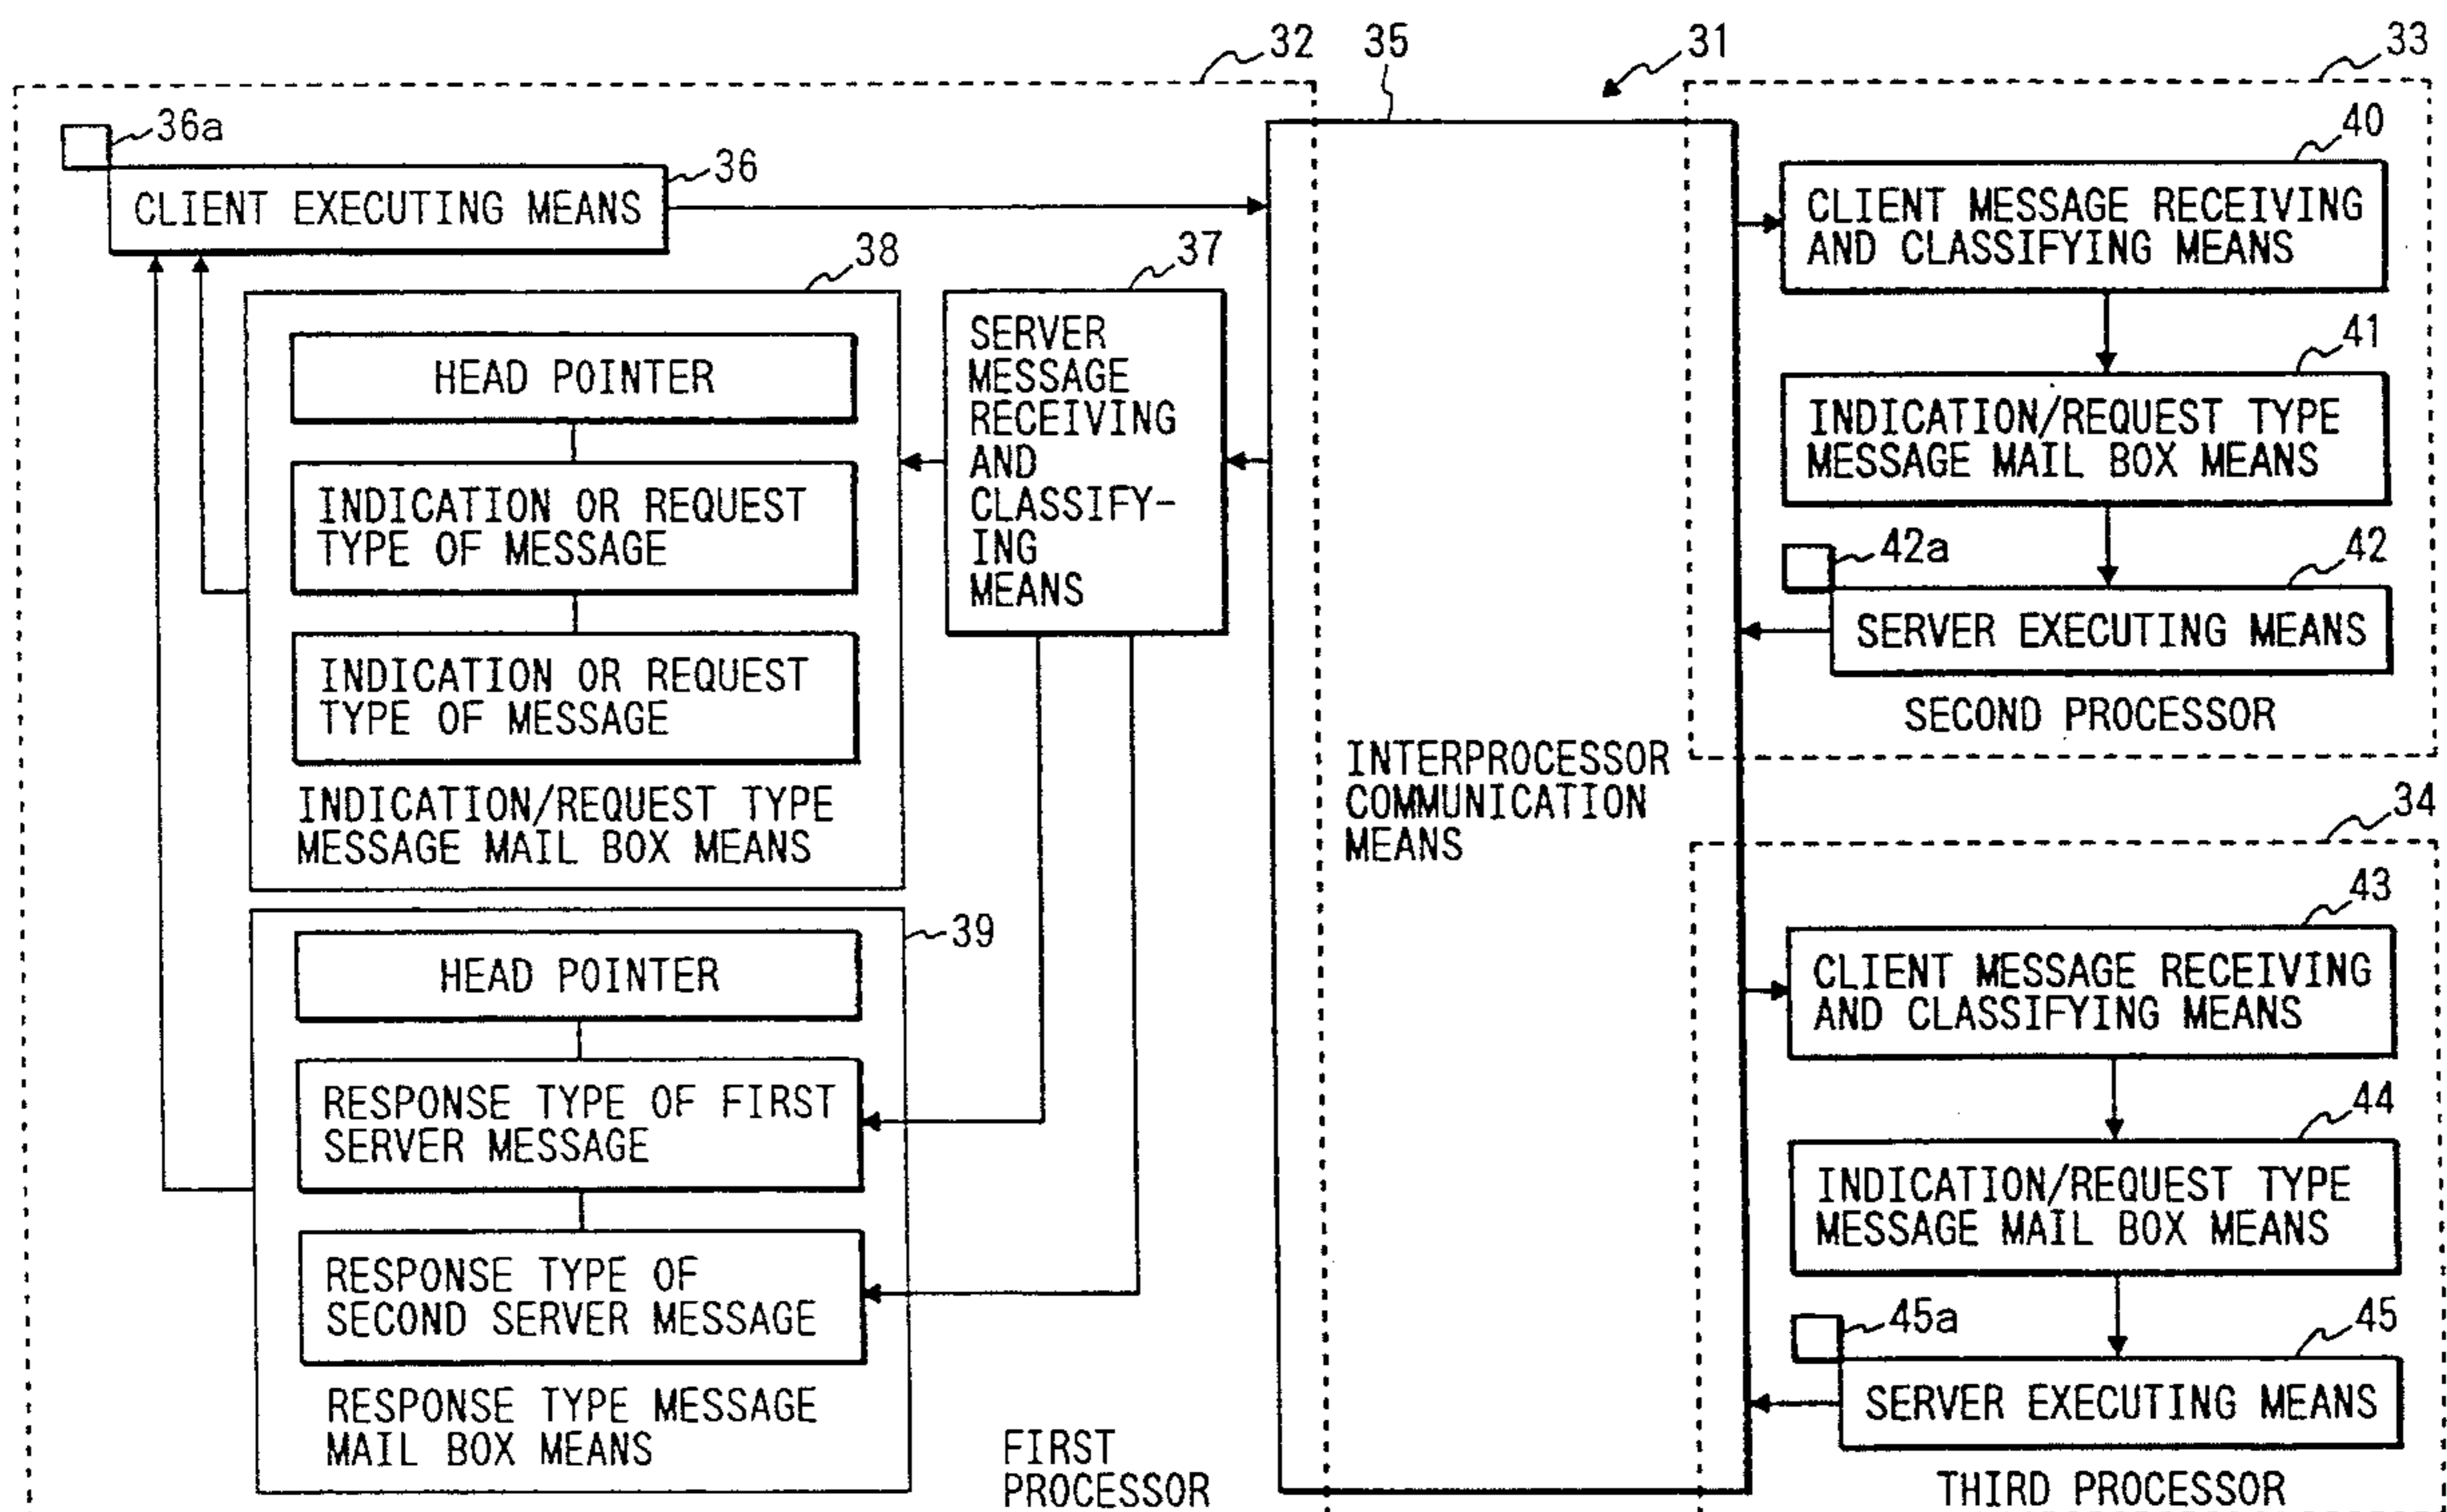 32
35
31
33
36a
36
CLIENT EXECUTING MEANS
38
37
HEAD POINTER
INDICATION OR REQUEST
TYPE OF MESSAGE
INDICATION OR REQUEST
TYPE OF MESSAGE
INDICATION/REQUEST TYPE
MESSAGE MAIL BOX MEANS
SERVER
MESSAGE
RECEIVING
AND
CLASSIFY-
ING
MEANS
39
HEAD POINTER
RESPONSE TYPE OF FIRST
SERVER MESSAGE
RESPONSE TYPE OF
SECOND SERVER MESSAGE
RESPONSE TYPE MESSAGE
MAIL BOX MEANS
FIRST
PROCESSOR
INTERPROCESSOR
COMMUNICATION
MEANS
40
CLIENT MESSAGE RECEIVING
AND CLASSIFYING MEANS
41
INDICATION/REQUEST TYPE
MESSAGE MAIL BOX MEANS
42a
42
SERVER EXECUTING MEANS
SECOND PROCESSOR
34
43
CLIENT MESSAGE RECEIVING
AND CLASSIFYING MEANS
44
INDICATION/REQUEST TYPE
MESSAGE MAIL BOX MEANS
45a
45
SERVER EXECUTING MEANS
THIRD PROCESSOR